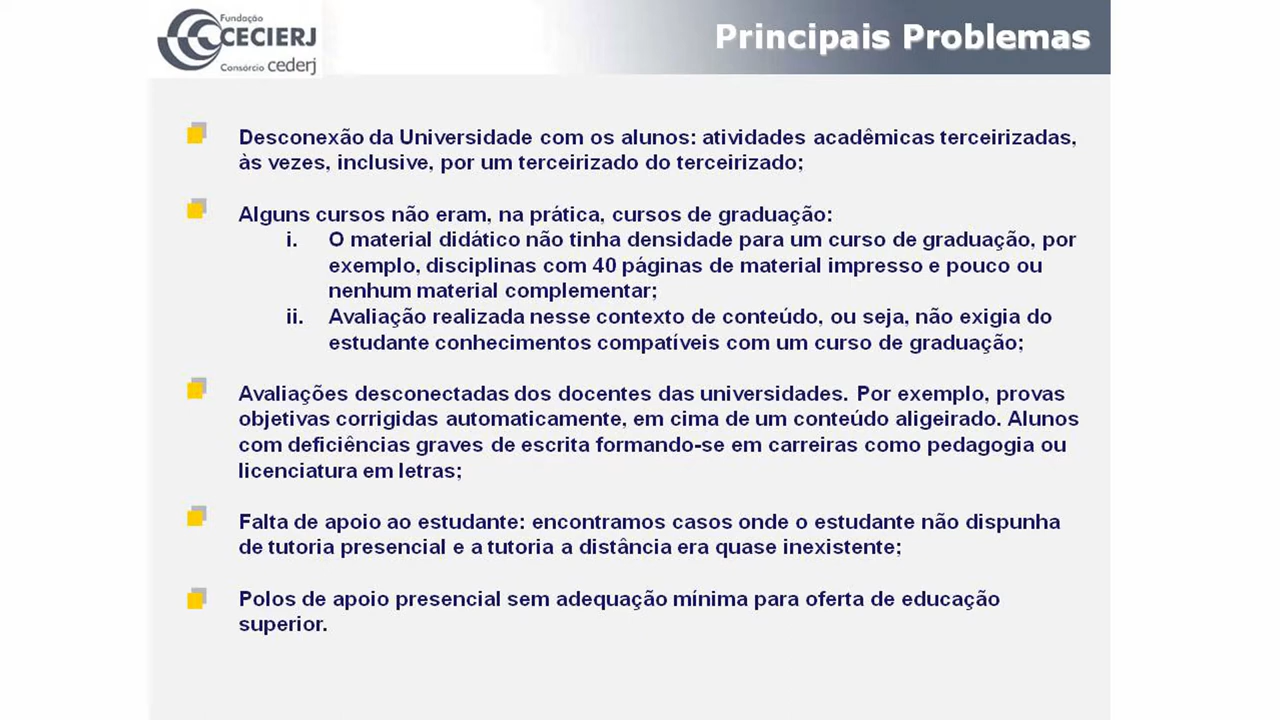 Fundação
CECIERJ
Consórcio cederj
Principais Problemas
Desconexão da Universidade com os alunos: atividades acadêmicas terceirizadas,
às vezes, inclusive, por um terceirizado do terceirizado;
Alguns cursos não eram, na prática, cursos de graduação:
i. O material didático não tinha densidade para um curso de graduação, por
exemplo, disciplinas com 40 páginas de material impresso e pouco ou
nenhum material complementar;
ii. Avaliação realizada nesse contexto de conteúdo, ou seja, não exigia do
estudante conhecimentos compatíveis com um curso de graduação;
Avaliações desconectadas dos docentes das universidades. Por exemplo, provas
objetivas corrigidas automaticamente, em cima de um conteúdo aligeirado. Alunos
com deficiências graves de escrita formando-se em carreiras como pedagogia ou
licenciatura em letras;
Falta de apoio ao estudante: encontramos casos onde o estudante não dispunha
de tutoria presencial e a tutoria a distância era quase inexistente;
Polos de apoio presencial sem adequação mínima para oferta de educação
superior.